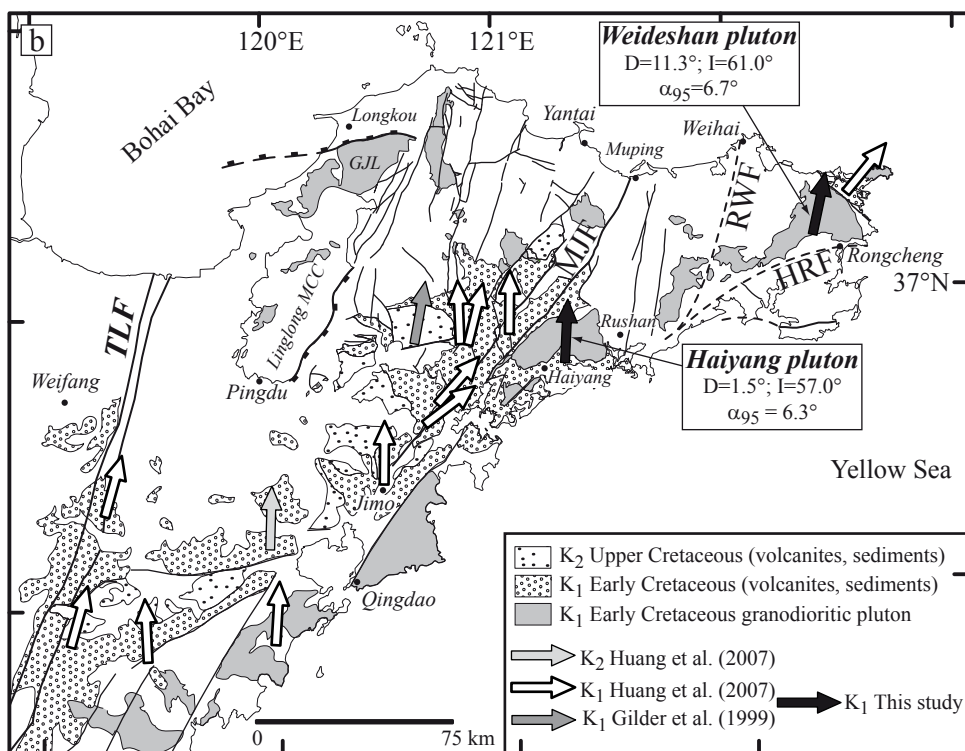 b
120°E
121°E
Weideshan pluton
D=11.3°; I=61.0°
α95=6.7°
Bohai Bay
Longkou
GJL
Yantai
Muping
Weihai
RWF
MJF
HRF
Rongcheng
37°N
TLF
Linglong MCC
Weifang
Pingdu
Rushan
Haiyang
Haiyang pluton
D=1.5°; I=57.0°
α95 = 6.3°
Yellow Sea
Jimo
Qingdao
K2 Upper Cretaceous (volcanites, sediments)
K1 Early Cretaceous (volcanites, sediments)
K1 Early Cretaceous granodioritic pluton
K2 Huang et al. (2007)
K1 Huang et al. (2007)
K1 This study
K1 Gilder et al. (1999)
0 75 km